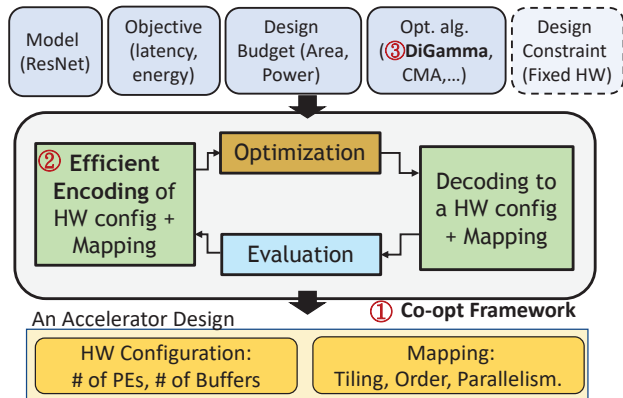 Model
(ResNet)
Objective
(latency,
energy)
Design
Budget (Area,
Power)
Opt. alg.
(③DiGamma,
CMA,...)
Design
Constraint
(Fixed HW)
② Efficient
Encoding of
HW config +
Mapping
Optimization
Evaluation
Decoding to
a HW config
+ Mapping
① Co-opt Framework
An Accelerator Design
HW Configuration:
# of PEs, # of Buffers
Mapping:
Tiling, Order, Parallelism.